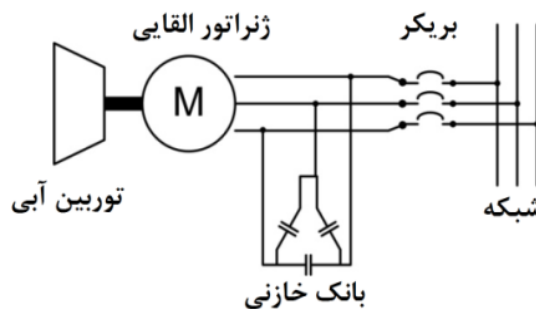 ژنراتور القایی
بریکر
M
توربین آبی
شبکه
بانک خازنی